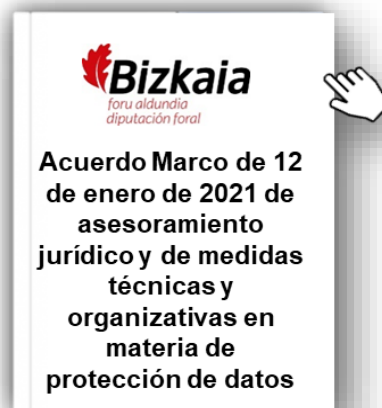 Bizkaia
foru aldundia
diputación foral
Acuerdo Marco de 12
de enero de 2021 de
asesoramiento
jurídico y de medidas
técnicas y
organizativas en
materia de
protección de datos